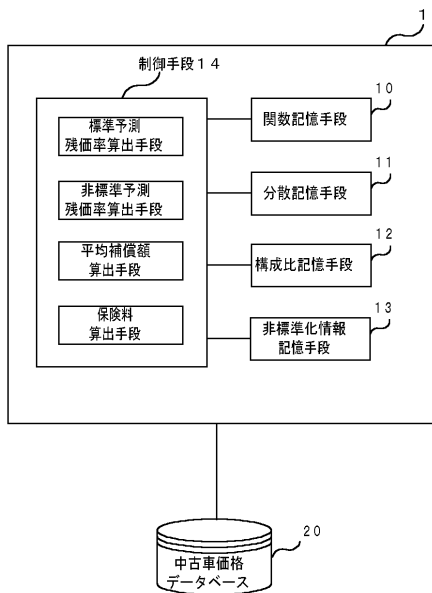 1
制御手段14
標準予測
残価率算出手段
非標準予測
残価率算出手段
平均補償額
算出手段
保険料
算出手段
10
関数記憶手段
11
分散記憶手段
12
構成比記憶手段
13
非標準化情報
記憶手段
20
中古車価格
データベース